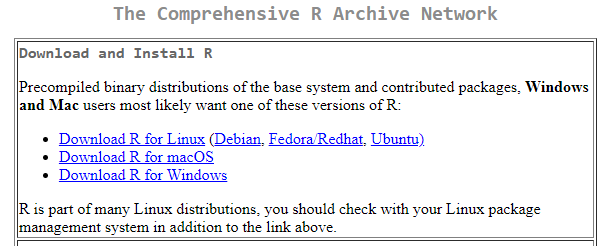 The Comprehensive R Archive Network
Download and Install R
Precompiled binary distributions of the base system and contributed packages, Windows
and Mac users most likely want one of these versions of R:
• Download R for Linux (Debian, Fedora/Redhat, Ubuntu)
• Download R for macOS
• Download R for Windows
R is part of many Linux distributions, you should check with your Linux package
management system in addition to the link above.